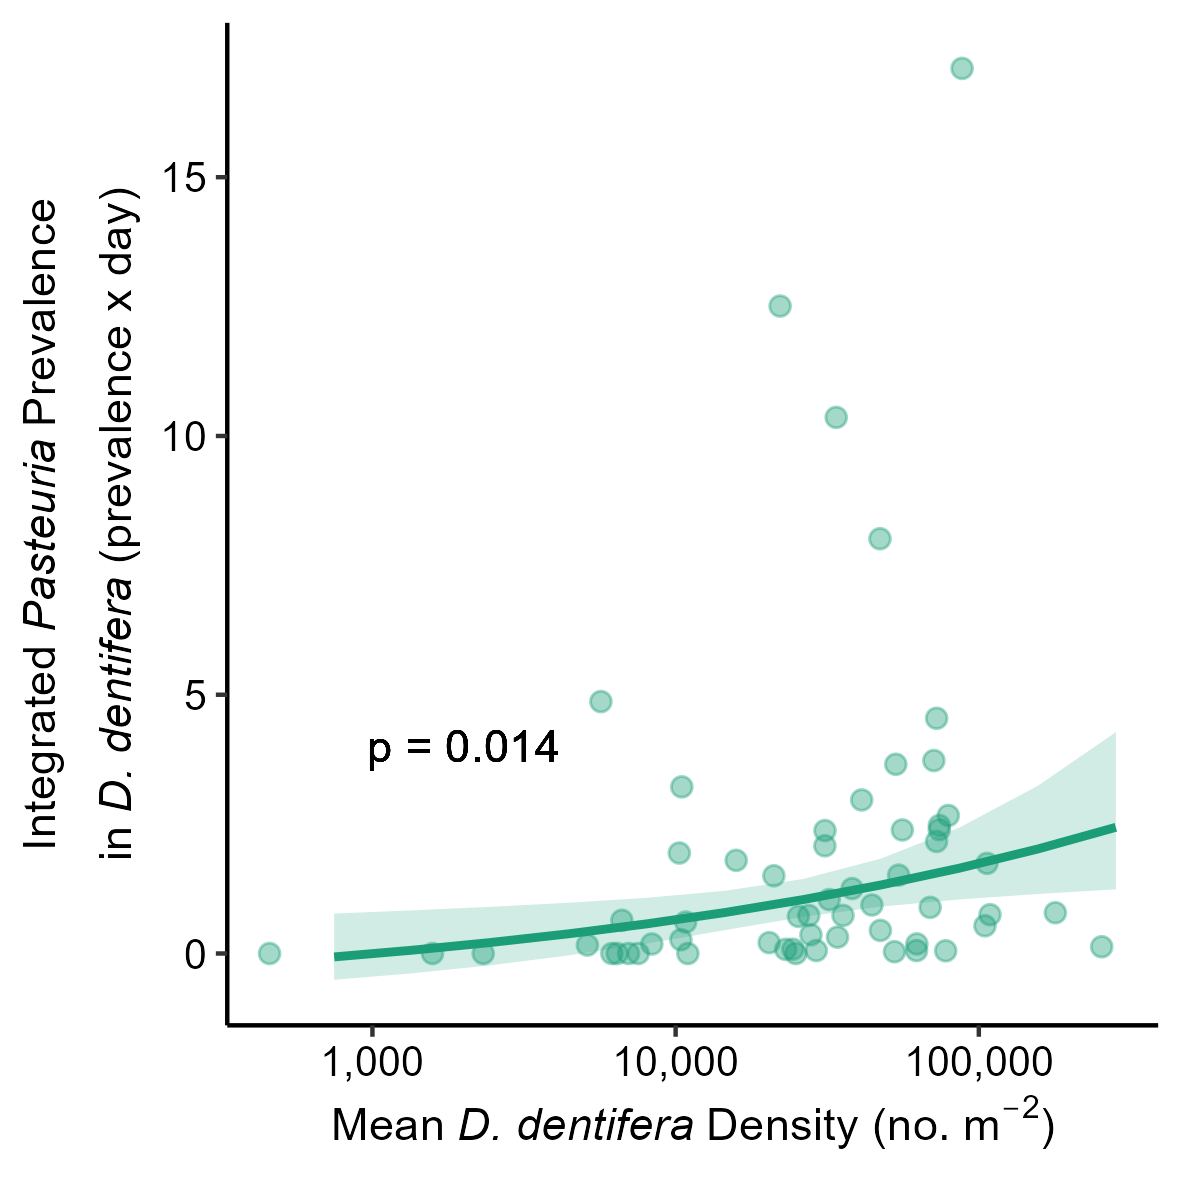 Integrated Pasteuria Prevalence
in D. dentifera (prevalence x day)
15
10
5
0
p = 0.014
1,000
10,000
100,000
Mean D. dentifera Density (no. m⁻²)